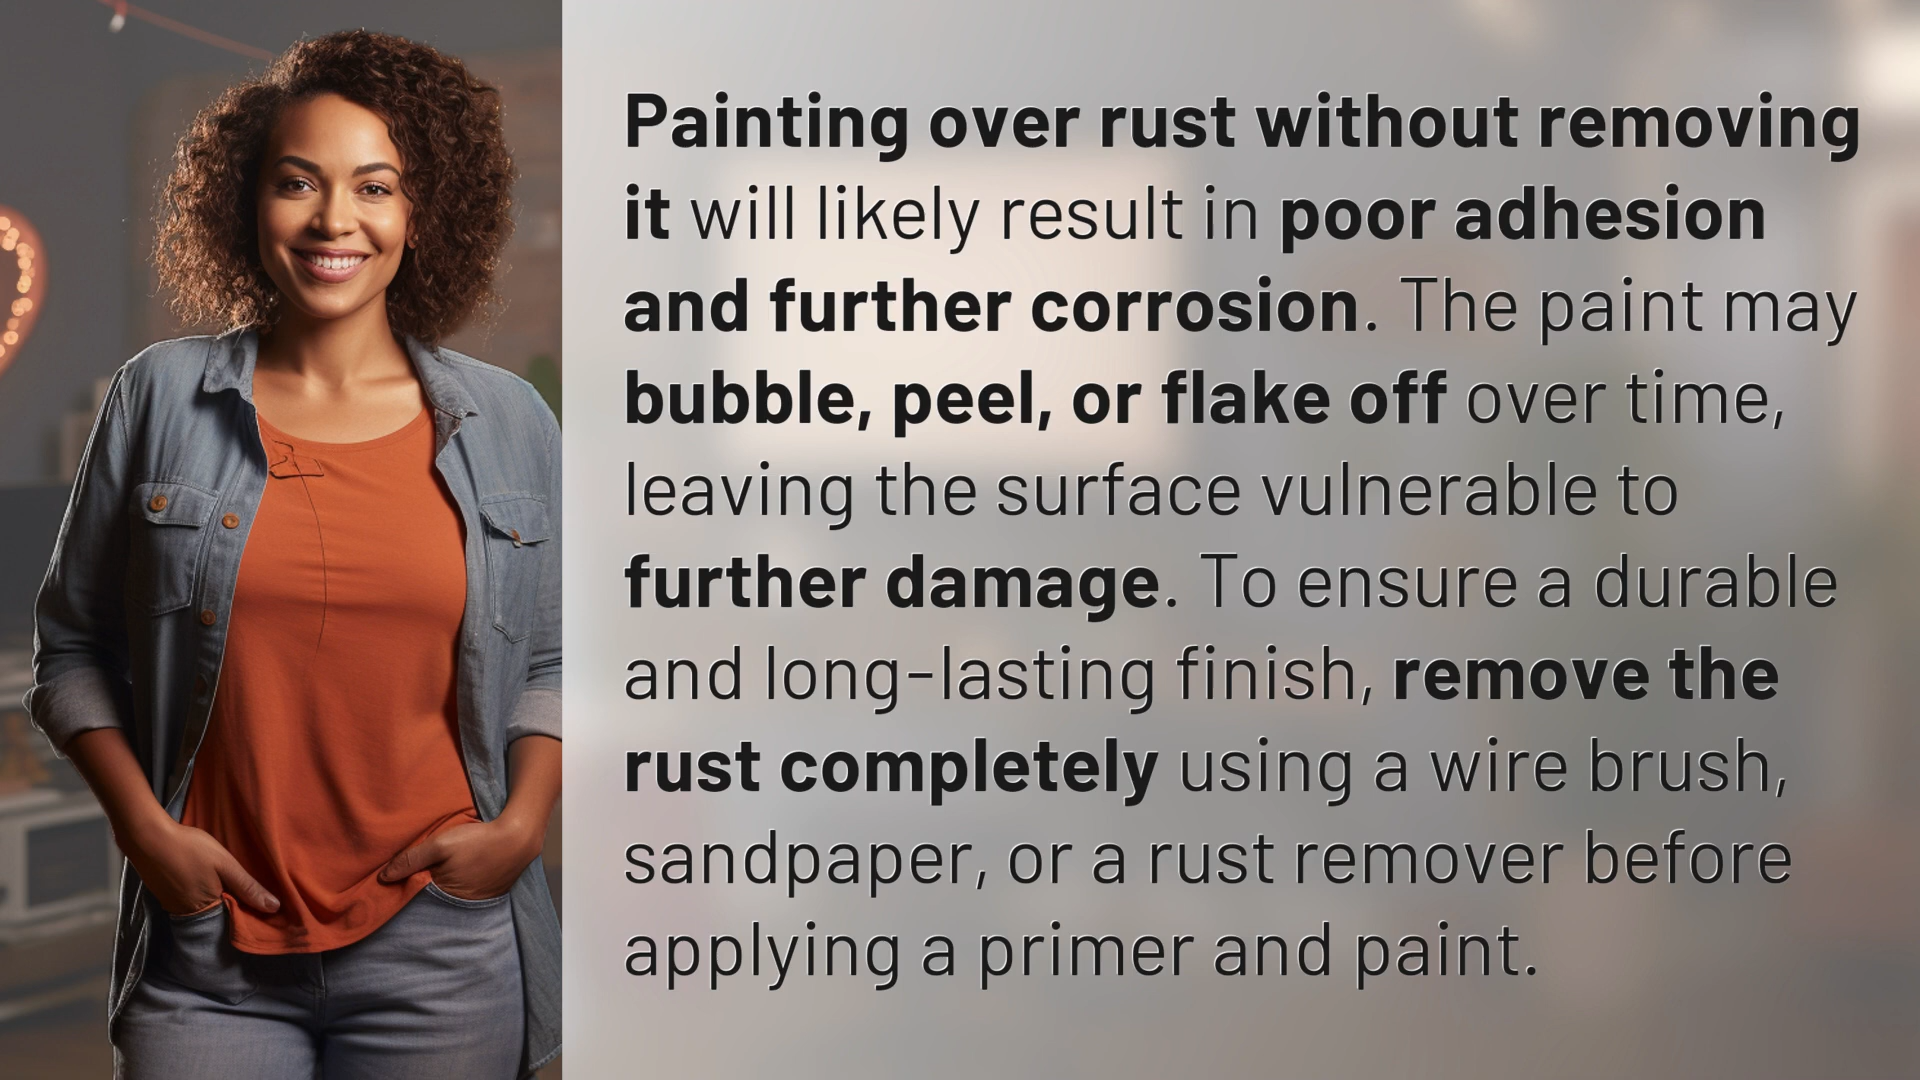 Painting over rust without removing
it will likely result in poor adhesion
and further corrosion. The paint may
bubble, peel, or flake off over time,
leaving the surface vulnerable to
further damage. To ensure a durable
and long-lasting finish, remove the
rust completely using a wire brush,
sandpaper, or a rust remover before
applying a primer and paint.